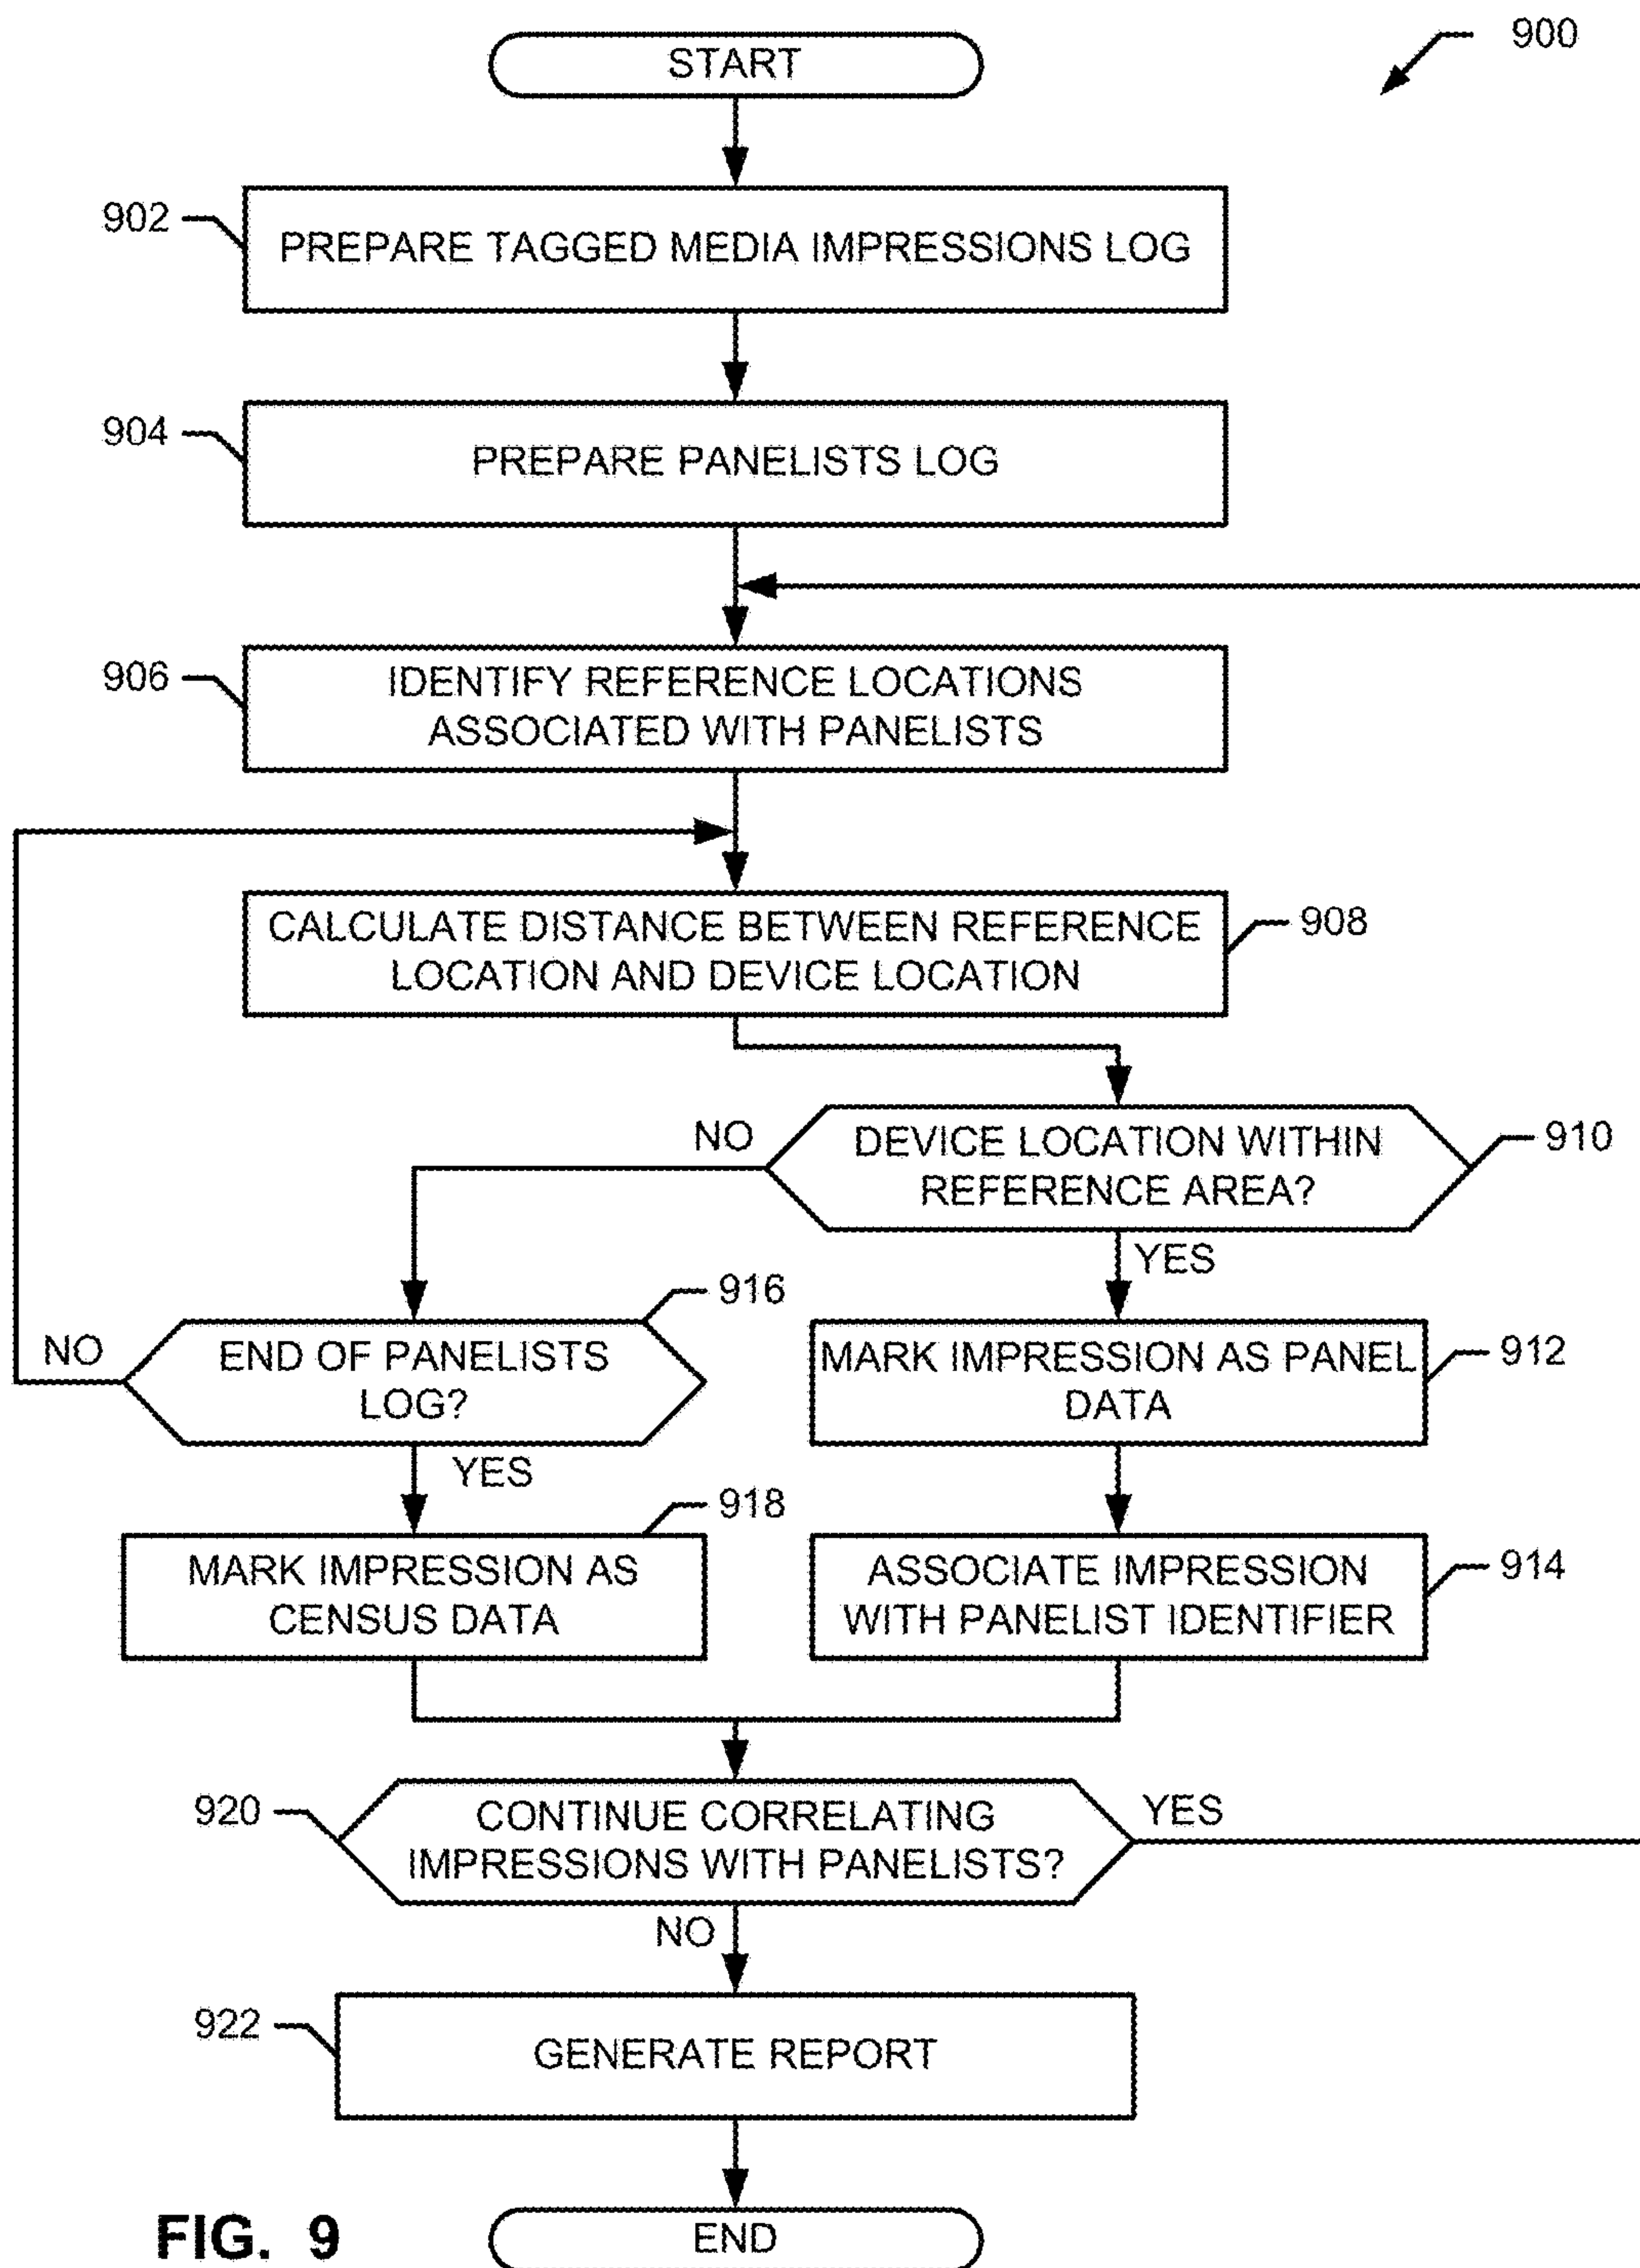 900
START
902
PREPARE TAGGED MEDIA IMPRESSIONS LOG
904
PREPARE PANELISTS LOG
906
IDENTIFY REFERENCE LOCATIONS
ASSOCIATED WITH PANELISTS
CALCULATE DISTANCE BETWEEN REFERENCE
LOCATION AND DEVICE LOCATION
908
NO
DEVICE LOCATION WITHIN
REFERENCE AREA?
910
YES
916
NO
END OF PANELISTS
LOG?
MARK IMPRESSION AS PANEL
DATA
912
YES
918
MARK IMPRESSION AS
CENSUS DATA
ASSOCIATE IMPRESSION
WITH PANELIST IDENTIFIER
914
920
CONTINUE CORRELATING
IMPRESSIONS WITH PANELISTS?
YES
NO
922
GENERATE REPORT
FIG. 9
END